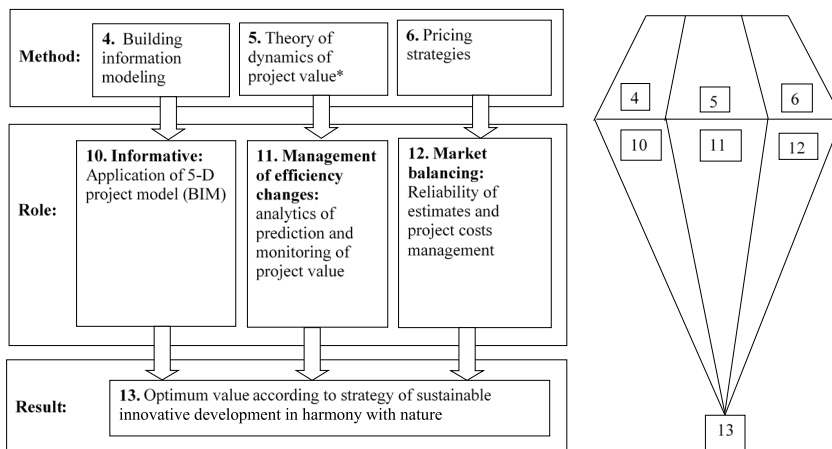 Method:
4. Building
information
modeling
5. Theory of
dynamics of
project value*
6. Pricing
strategies
Role:
10. Informative:
Application of 5-D
project model (BIM)
11. Management
of efficiency
changes:
analytics of
prediction and
monitoring of
project value
12. Market
balancing:
Reliability of
estimates and
project costs
management
Result:
13. Optimum value according to strategy of sustainable
innovative development in harmony with nature
4
5
6
10
11
12
13